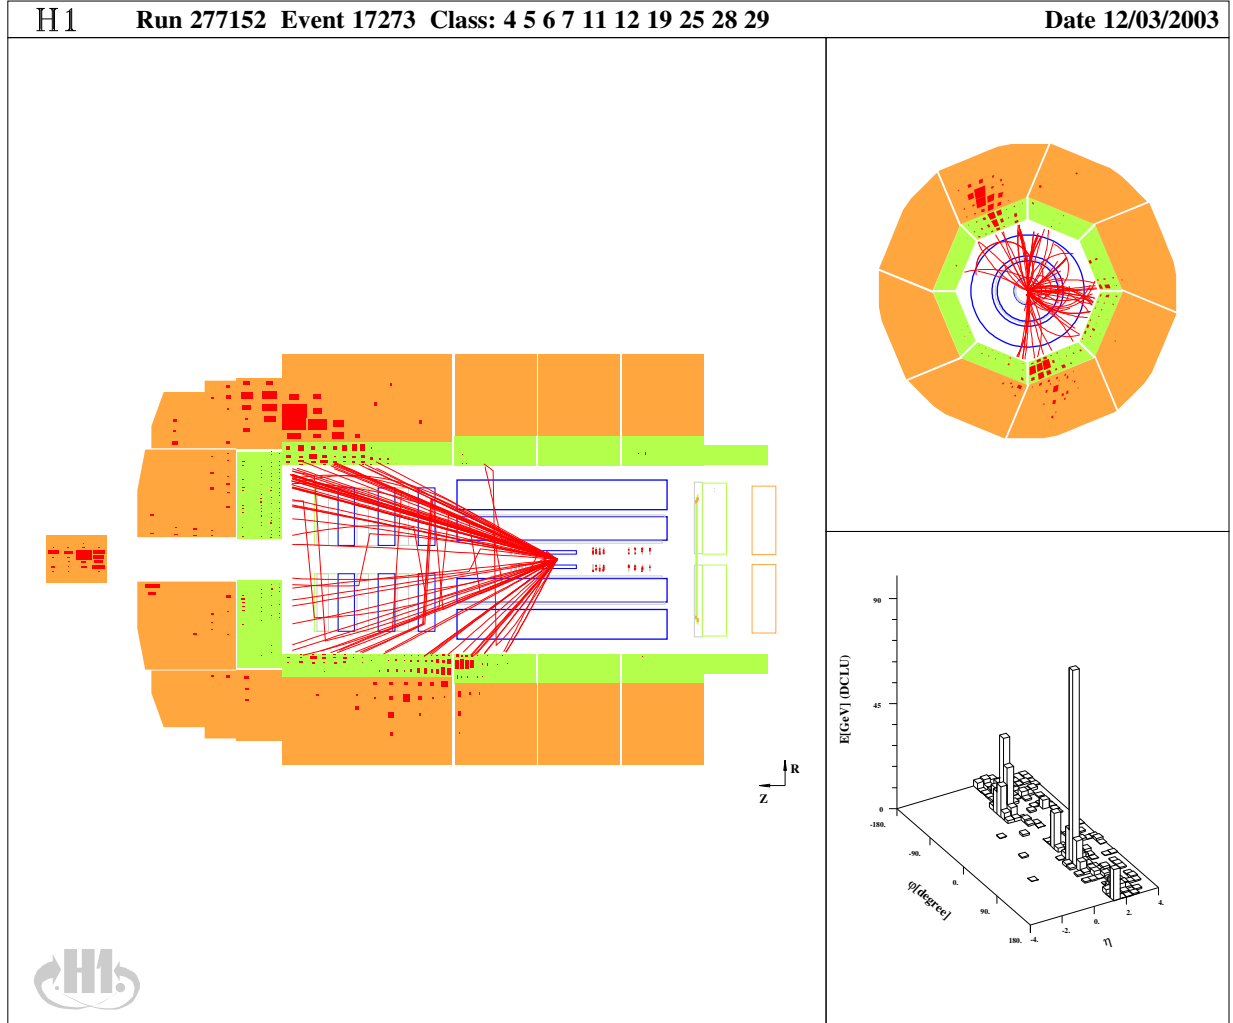 H1 Run 277152 Event 17273 Class: 4 5 6 7 11 12 19 25 28 29 Date 12/03/2003
R
Z
E[GeV] (DCLU)
90
45
0
-180.
-90.
0.
90.
180.
φ[degree]
-4.
-2.
0.
2.
4.
η
H1